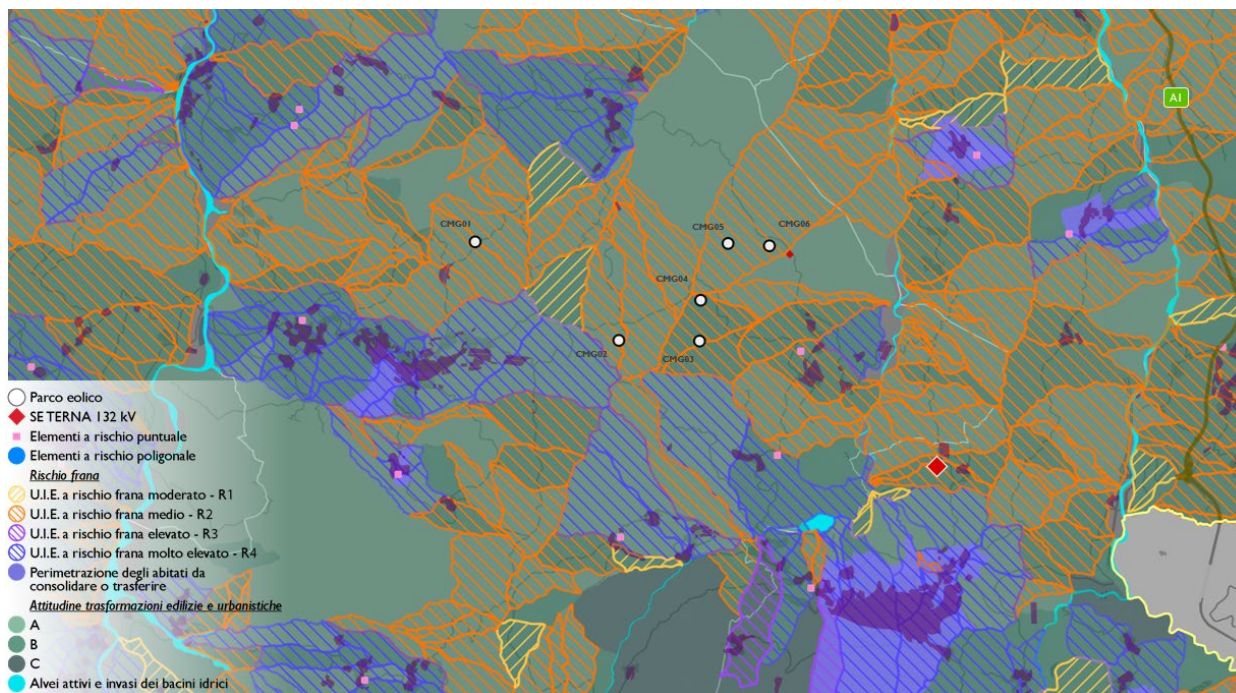 A1
CMG01
CMG05
CMG06
CMG04
CMG02
CMG03
Parco eolico
SE TERNA 132 kV
Elementi a rischio puntuale
Elementi a rischio poligonale
Rischio frana
U.I.E. a rischio frana moderato - R1
U.I.E. a rischio frana medio - R2
U.I.E. a rischio frana elevato - R3
U.I.E. a rischio frana molto elevato - R4
Perimetrazione degli abitati da
consolidare o trasferire
Attitudine trasformazioni edilizie e urbanistiche
A
B
C
Alvei attivi e invasi dei bacini idrici